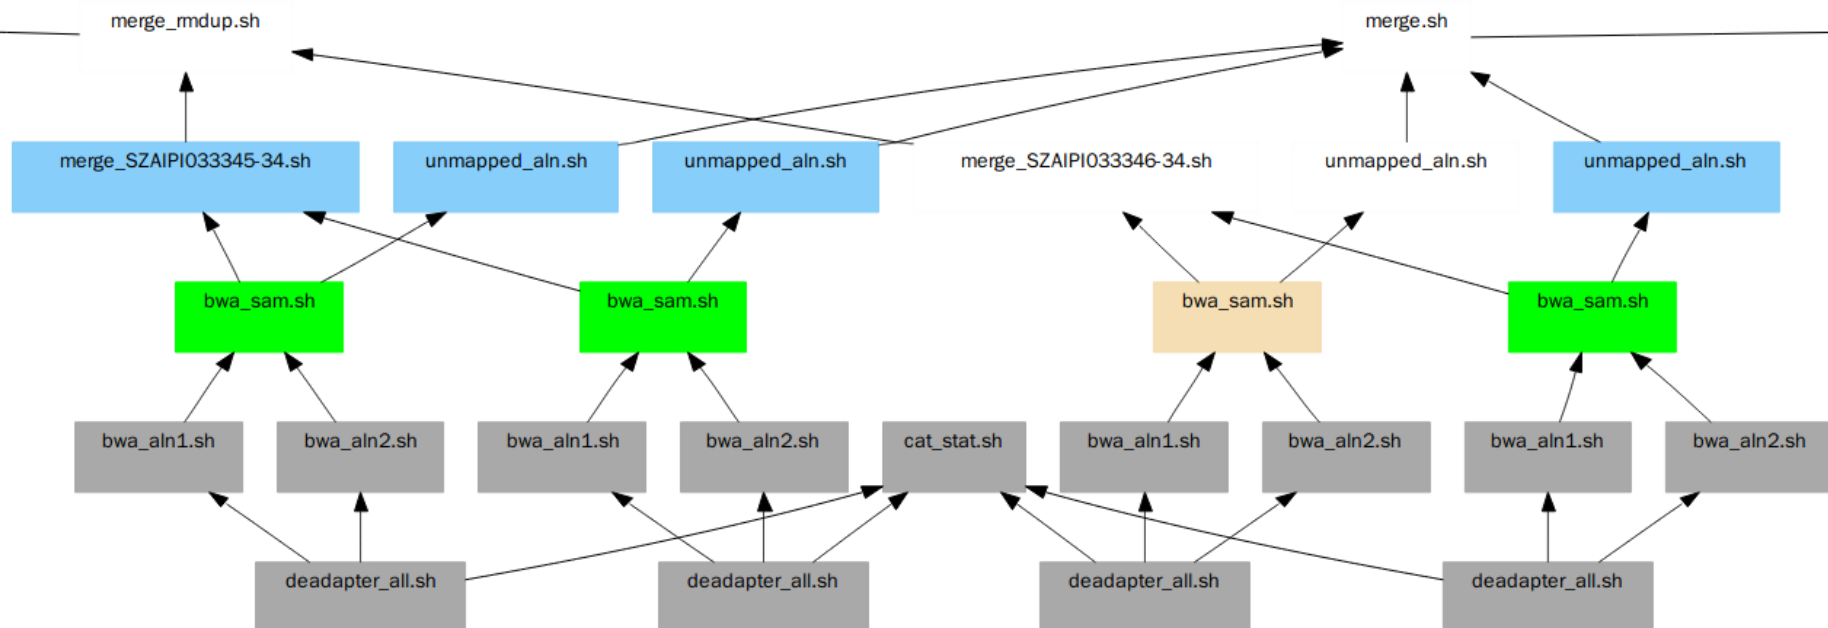 merge_rmdup.sh
merge.sh
merge_SZAIPI033345-34.sh
unmapped_aln.sh
unmapped_aln.sh
merge_SZAIPI033346-34.sh
unmapped_aln.sh
unmapped_aln.sh
bwa_sam.sh
bwa_sam.sh
bwa_sam.sh
bwa_sam.sh
bwa_aln1.sh
bwa_aln2.sh
bwa_aln1.sh
bwa_aln2.sh
cat_stat.sh
bwa_aln1.sh
bwa_aln2.sh
bwa_aln1.sh
bwa_aln2.sh
deadapter_all.sh
deadapter_all.sh
deadapter_all.sh
deadapter_all.sh